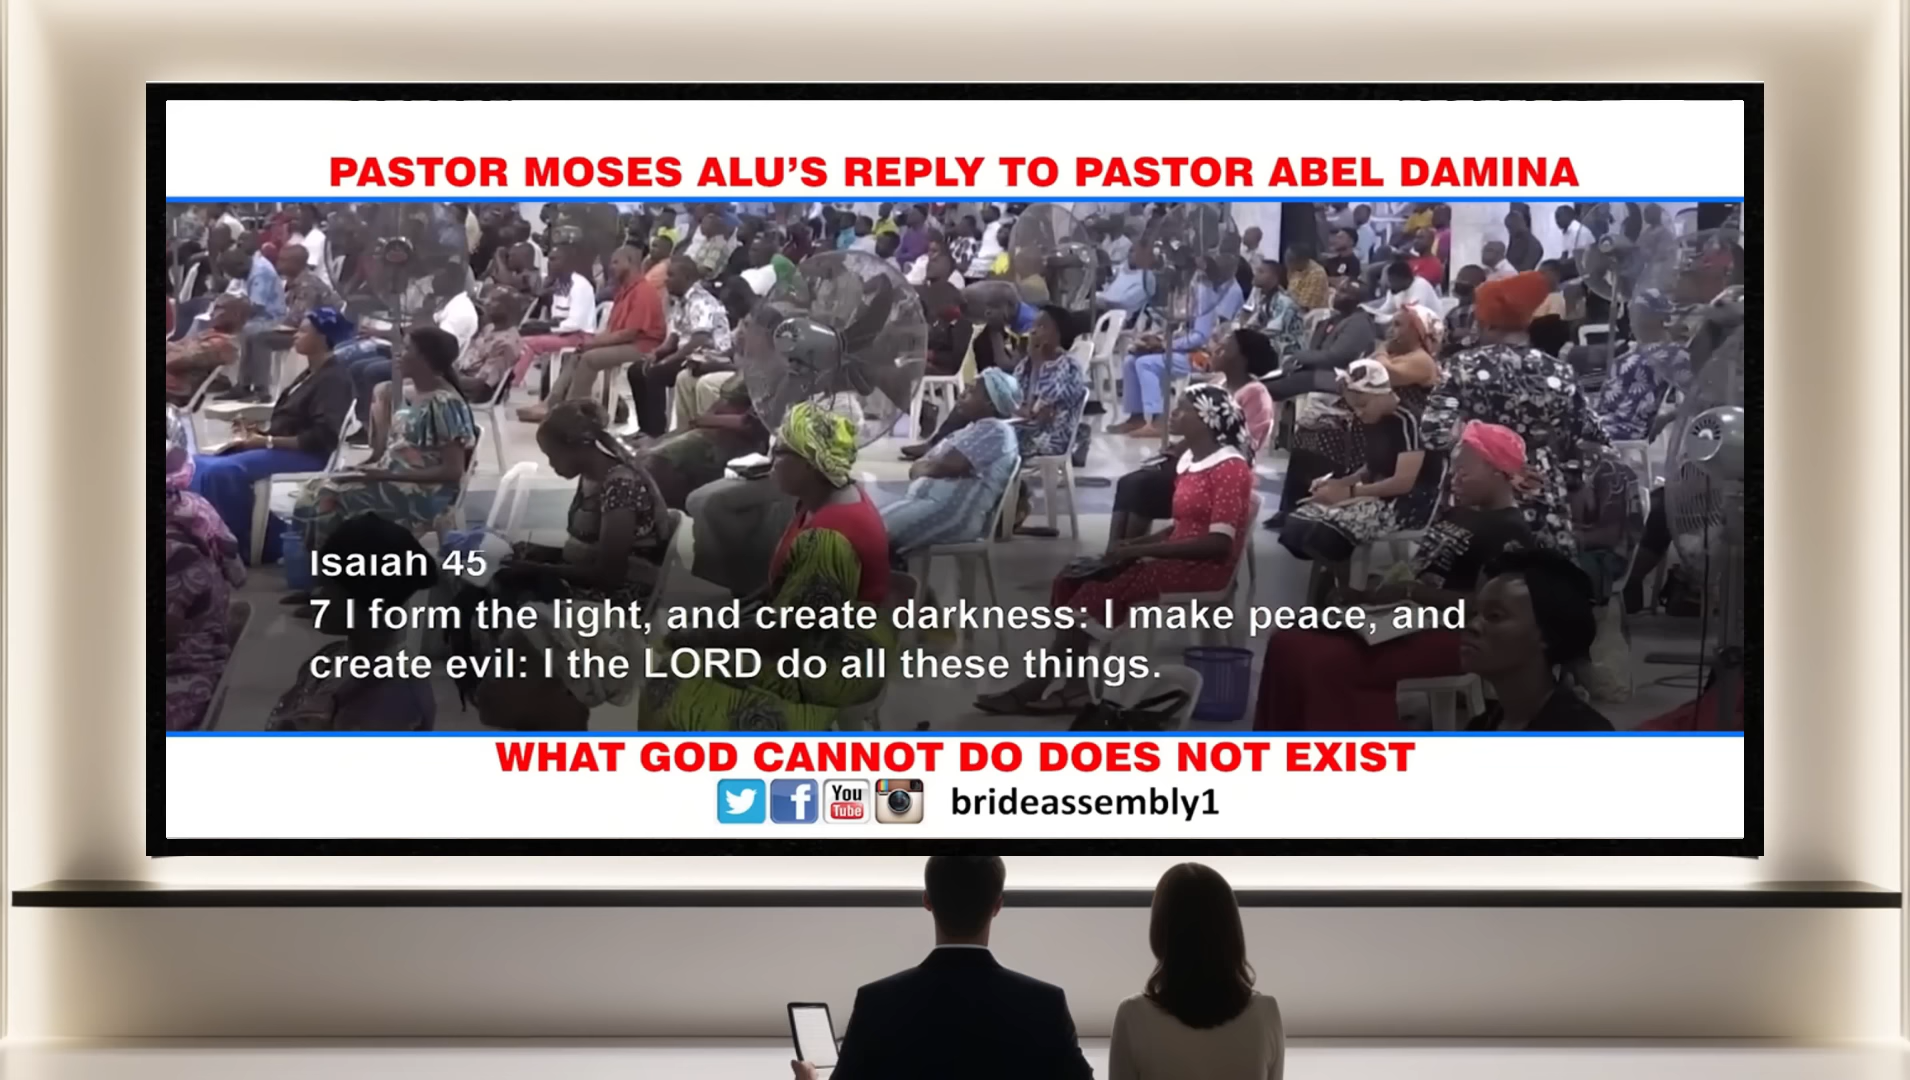 PASTOR MOSES ALU'S REPLY TO PASTOR ABEL DAMINA
Isaiah 45
7 I form the light, and create darkness: I make peace, and
create evil: I the LORD do all these things.
WHAT GOD CANNOT DO DOES NOT EXIST
You
Tube
brideassembly1